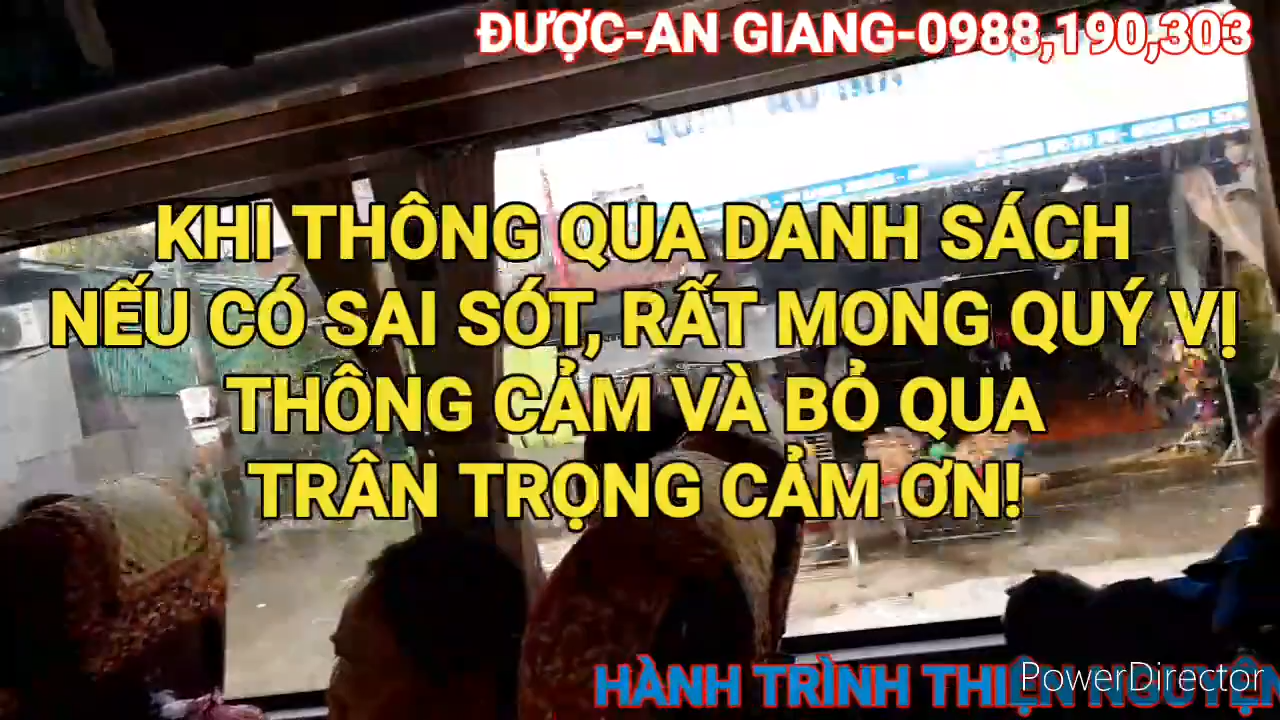 ĐƯỢC-AN GIANG-0988,190,303
KHI THÔNG QUA DANH SÁCH
NẾU CÓ SAI SÓT, RẤT MONG QUÝ VỊ
THÔNG CẢM VÀ BỎ QUA
TRÂN TRỌNG CẢM ƠN!
HÀNH TRÌNH THIỆN NGUYỆN
PowerDirector